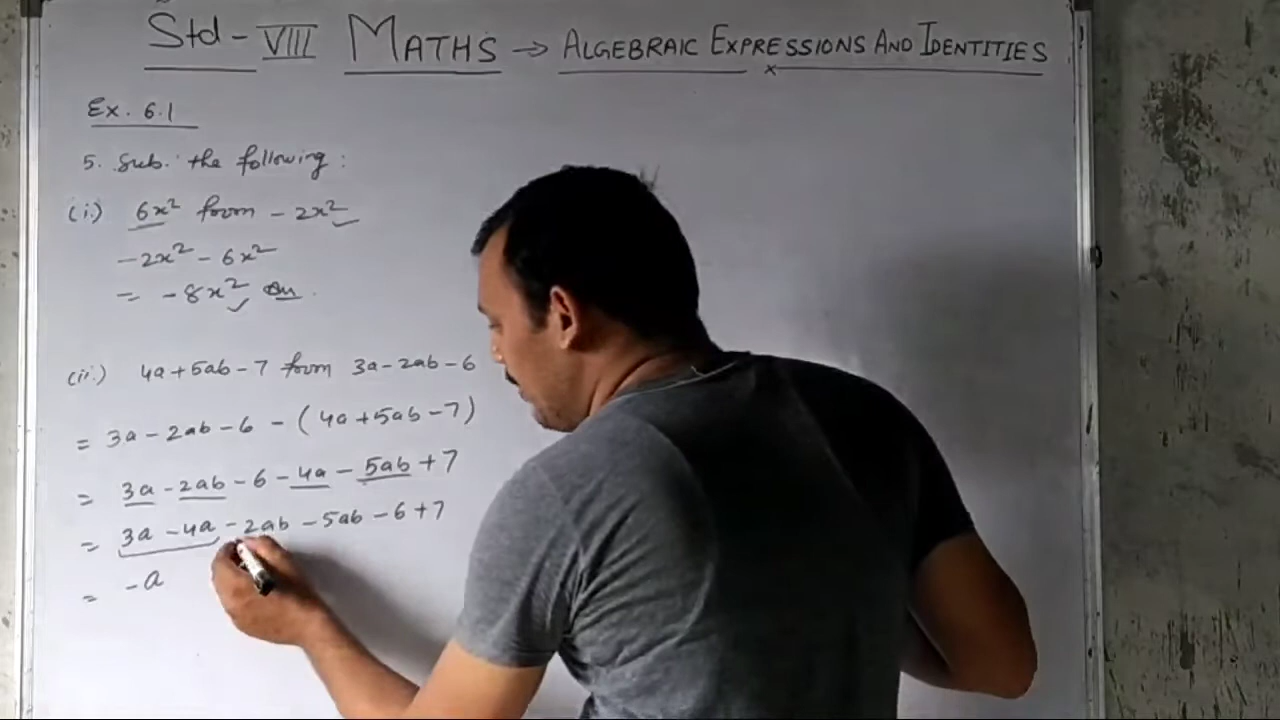 Std - VIII MATHS → ALGEBRAIC EXPRESSIONS AND IDENTITIES
Ex. 6.1
5. Sub. the following :
(i.) 6x² from - 2x²
-2x² - 6x²
= -8x² Ans.
(ii.) 4a+5ab-7 from 3a-2ab-6
= 3a-2ab-6 - (4a+5ab-7)
= 3a-2ab-6-4a-5ab+7
= 3a-4a-2ab-5ab-6+7
= -a